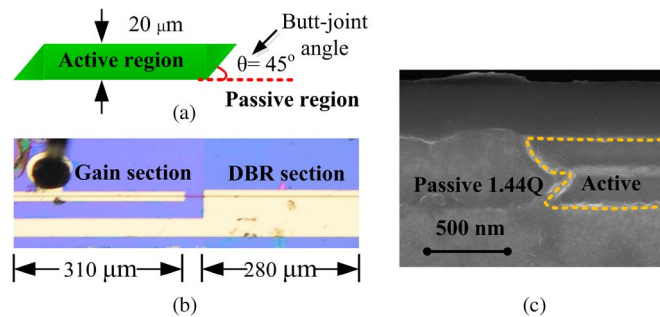 20 μm
Butt-joint
angle
Active region
θ= 45°
Passive region
(a)
Gain section
DBR section
310 μm
280 μm
(b)
Passive 1.44Q
Active
500 nm
(c)